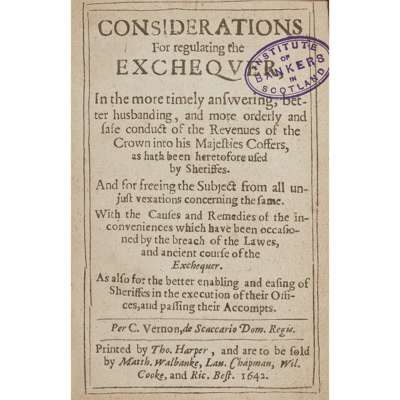 CONSIDERATIONS
For regulating the
EXCHEQVER,
INSTITUTE
OF
BANKERS
IN
SCOTLAND
In the more timely answering, bet-
ter husbanding, and more orderly and
safe conduct of the Revenues of the
Crown into his Majesties Coffers,
as hath been heretofore used
by Sheriffes.
And for freeing the Subject from all un-
just vexations concerning the same.
With the Causes and Remedies of the in-
conveniences which have been occasio-
ned by the breach of the Lawes,
and ancient course of the
Exchequer.
As also for the better enabling and easing of
Sheriffes in the execution of their Offi-
ces, and passing their Accompts.
Per C. Vernon, de Scaccario Dom. Regis.
Printed by Tho. Harper, and are to be sold
by Matth. Walbanke, Lau. Chapman, Wil.
Cooke, and Ric. Best. 1642.